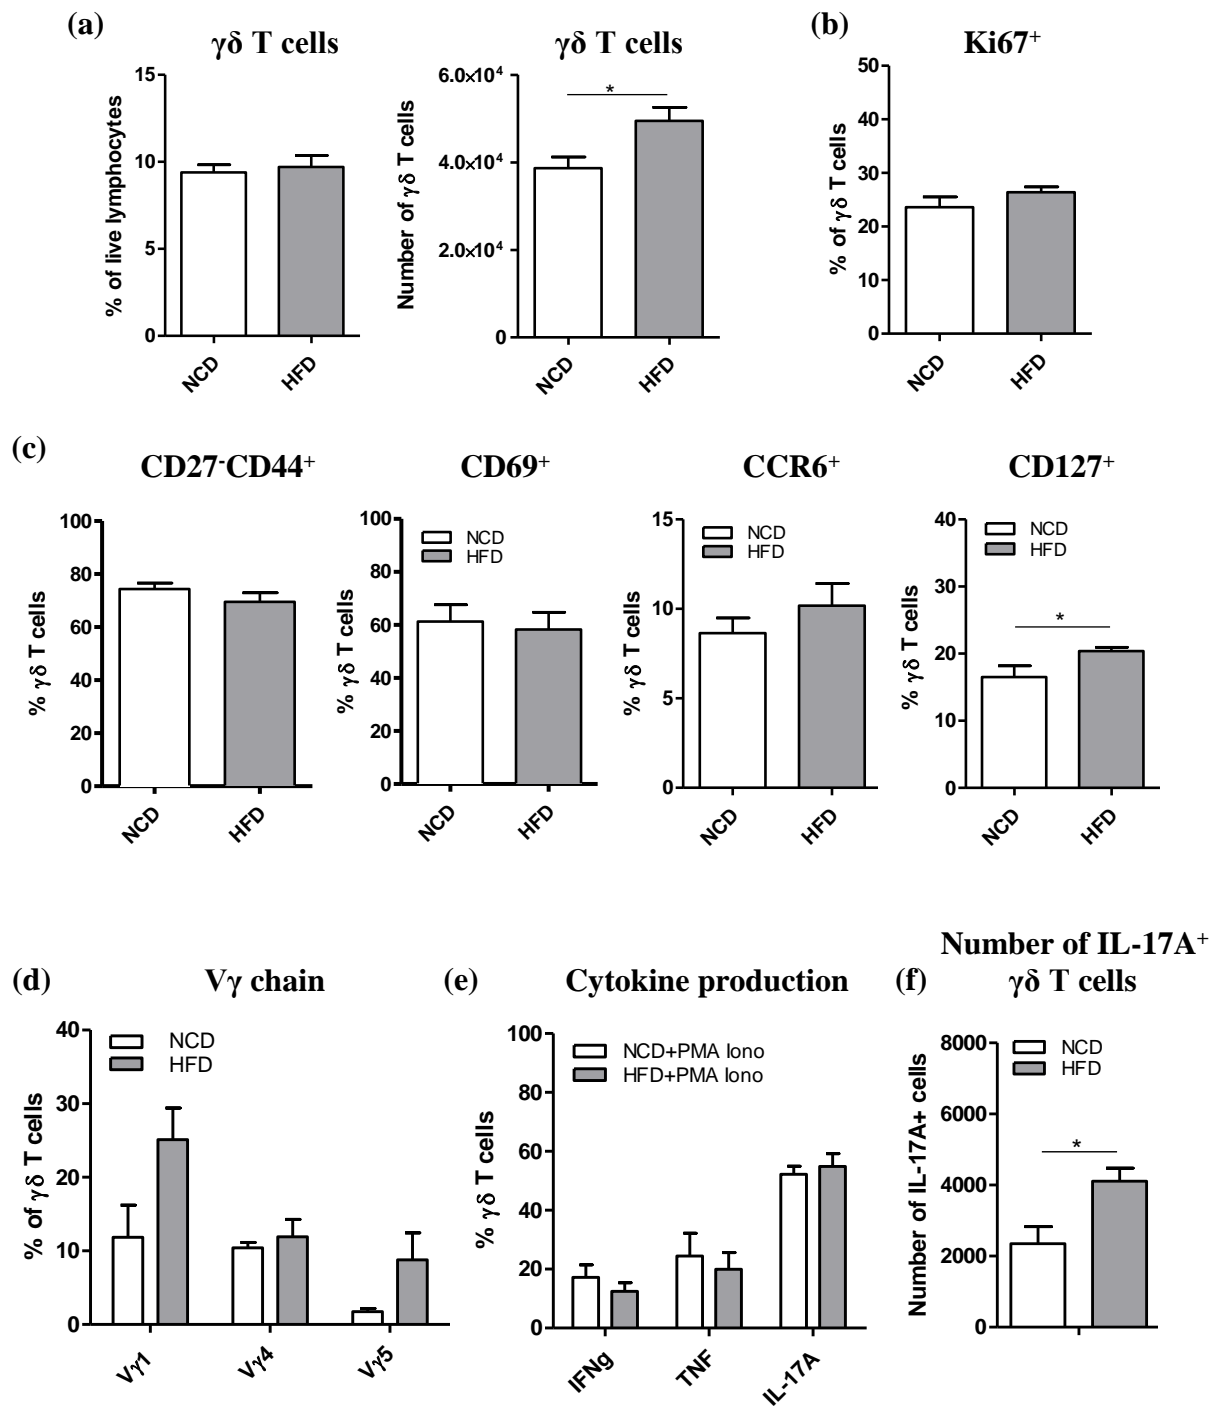 (a)
γδ T cells
% of live lymphocytes
15
10
5
0
NCD
HFD
γδ T cells
Number of γδ T cells
6.0×10⁴
4.0×10⁴
2.0×10⁴
0
*
NCD
HFD
(b)
Ki67⁺
% of γδ T cells
50
40
30
20
10
0
NCD
HFD
(c)
CD27⁻CD44⁺
% γδ T cells
100
80
60
40
20
0
NCD
HFD
CD69⁺
% γδ T cells
100
80
60
40
20
0
NCD
HFD
NCD
HFD
CCR6⁺
% γδ T cells
15
10
5
0
NCD
HFD
NCD
HFD
CD127⁺
% γδ T cells
40
30
20
10
0
NCD
HFD
*
NCD
HFD
(d)
Vγ chain
% of γδ T cells
40
30
20
10
0
NCD
HFD
Vγ1
Vγ4
Vγ5
(e)
Cytokine production
% γδ T cells
100
80
60
40
20
0
NCD+PMA Iono
HFD+PMA Iono
IFNg
TNF
IL-17A
(f)
Number of IL-17A⁺
γδ T cells
Number of IL-17A+ cells
8000
6000
4000
2000
0
NCD
HFD
*